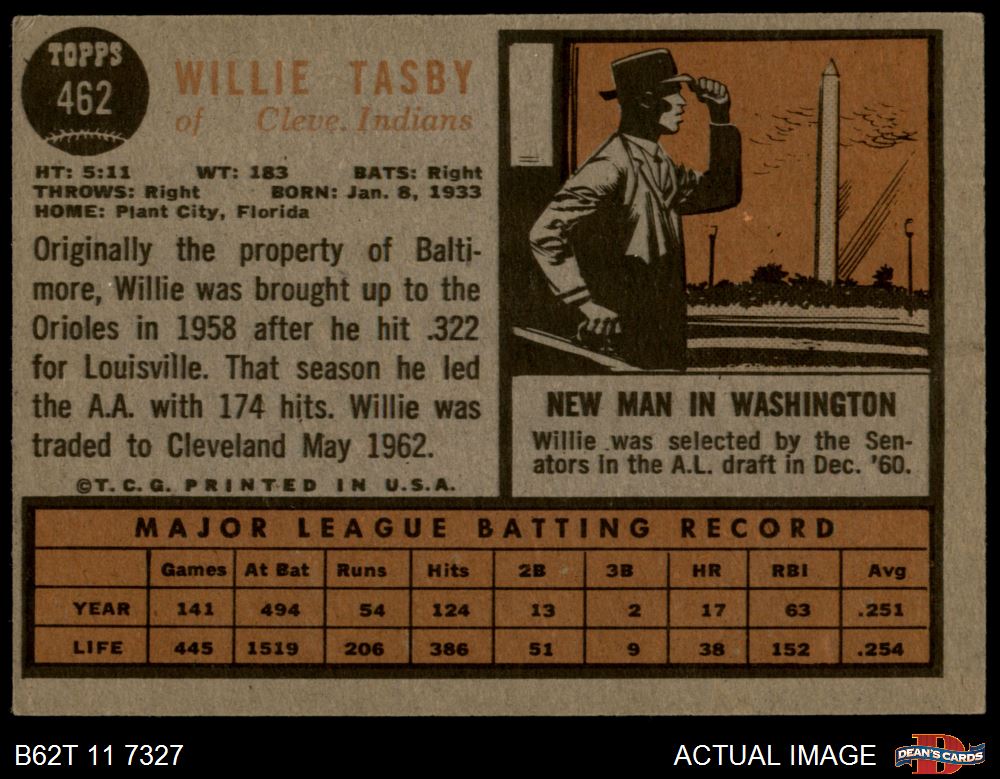 TOPPS
462
WILLIE TASBY
of Cleve. Indians
HT: 5:11 WT: 183 BATS: Right
THROWS: Right BORN: Jan. 8, 1933
HOME: Plant City, Florida
Originally the property of Balti-
more, Willie was brought up to the
Orioles in 1958 after he hit .322
for Louisville. That season he led
the A.A. with 174 hits. Willie was
traded to Cleveland May 1962.
©T.C.G. PRINTED IN U.S.A.
NEW MAN IN WASHINGTON
Willie was selected by the Sen-
ators in the A.L. draft in Dec. '60.
MAJOR LEAGUE BATTING RECORD
Games At Bat Runs Hits 2B 3B HR RBI Avg
YEAR 141 494 54 124 13 2 17 63 .251
LIFE 445 1519 206 386 51 9 38 152 .254
B62T 11 7327 ACTUAL IMAGE DEAN'S CARDS